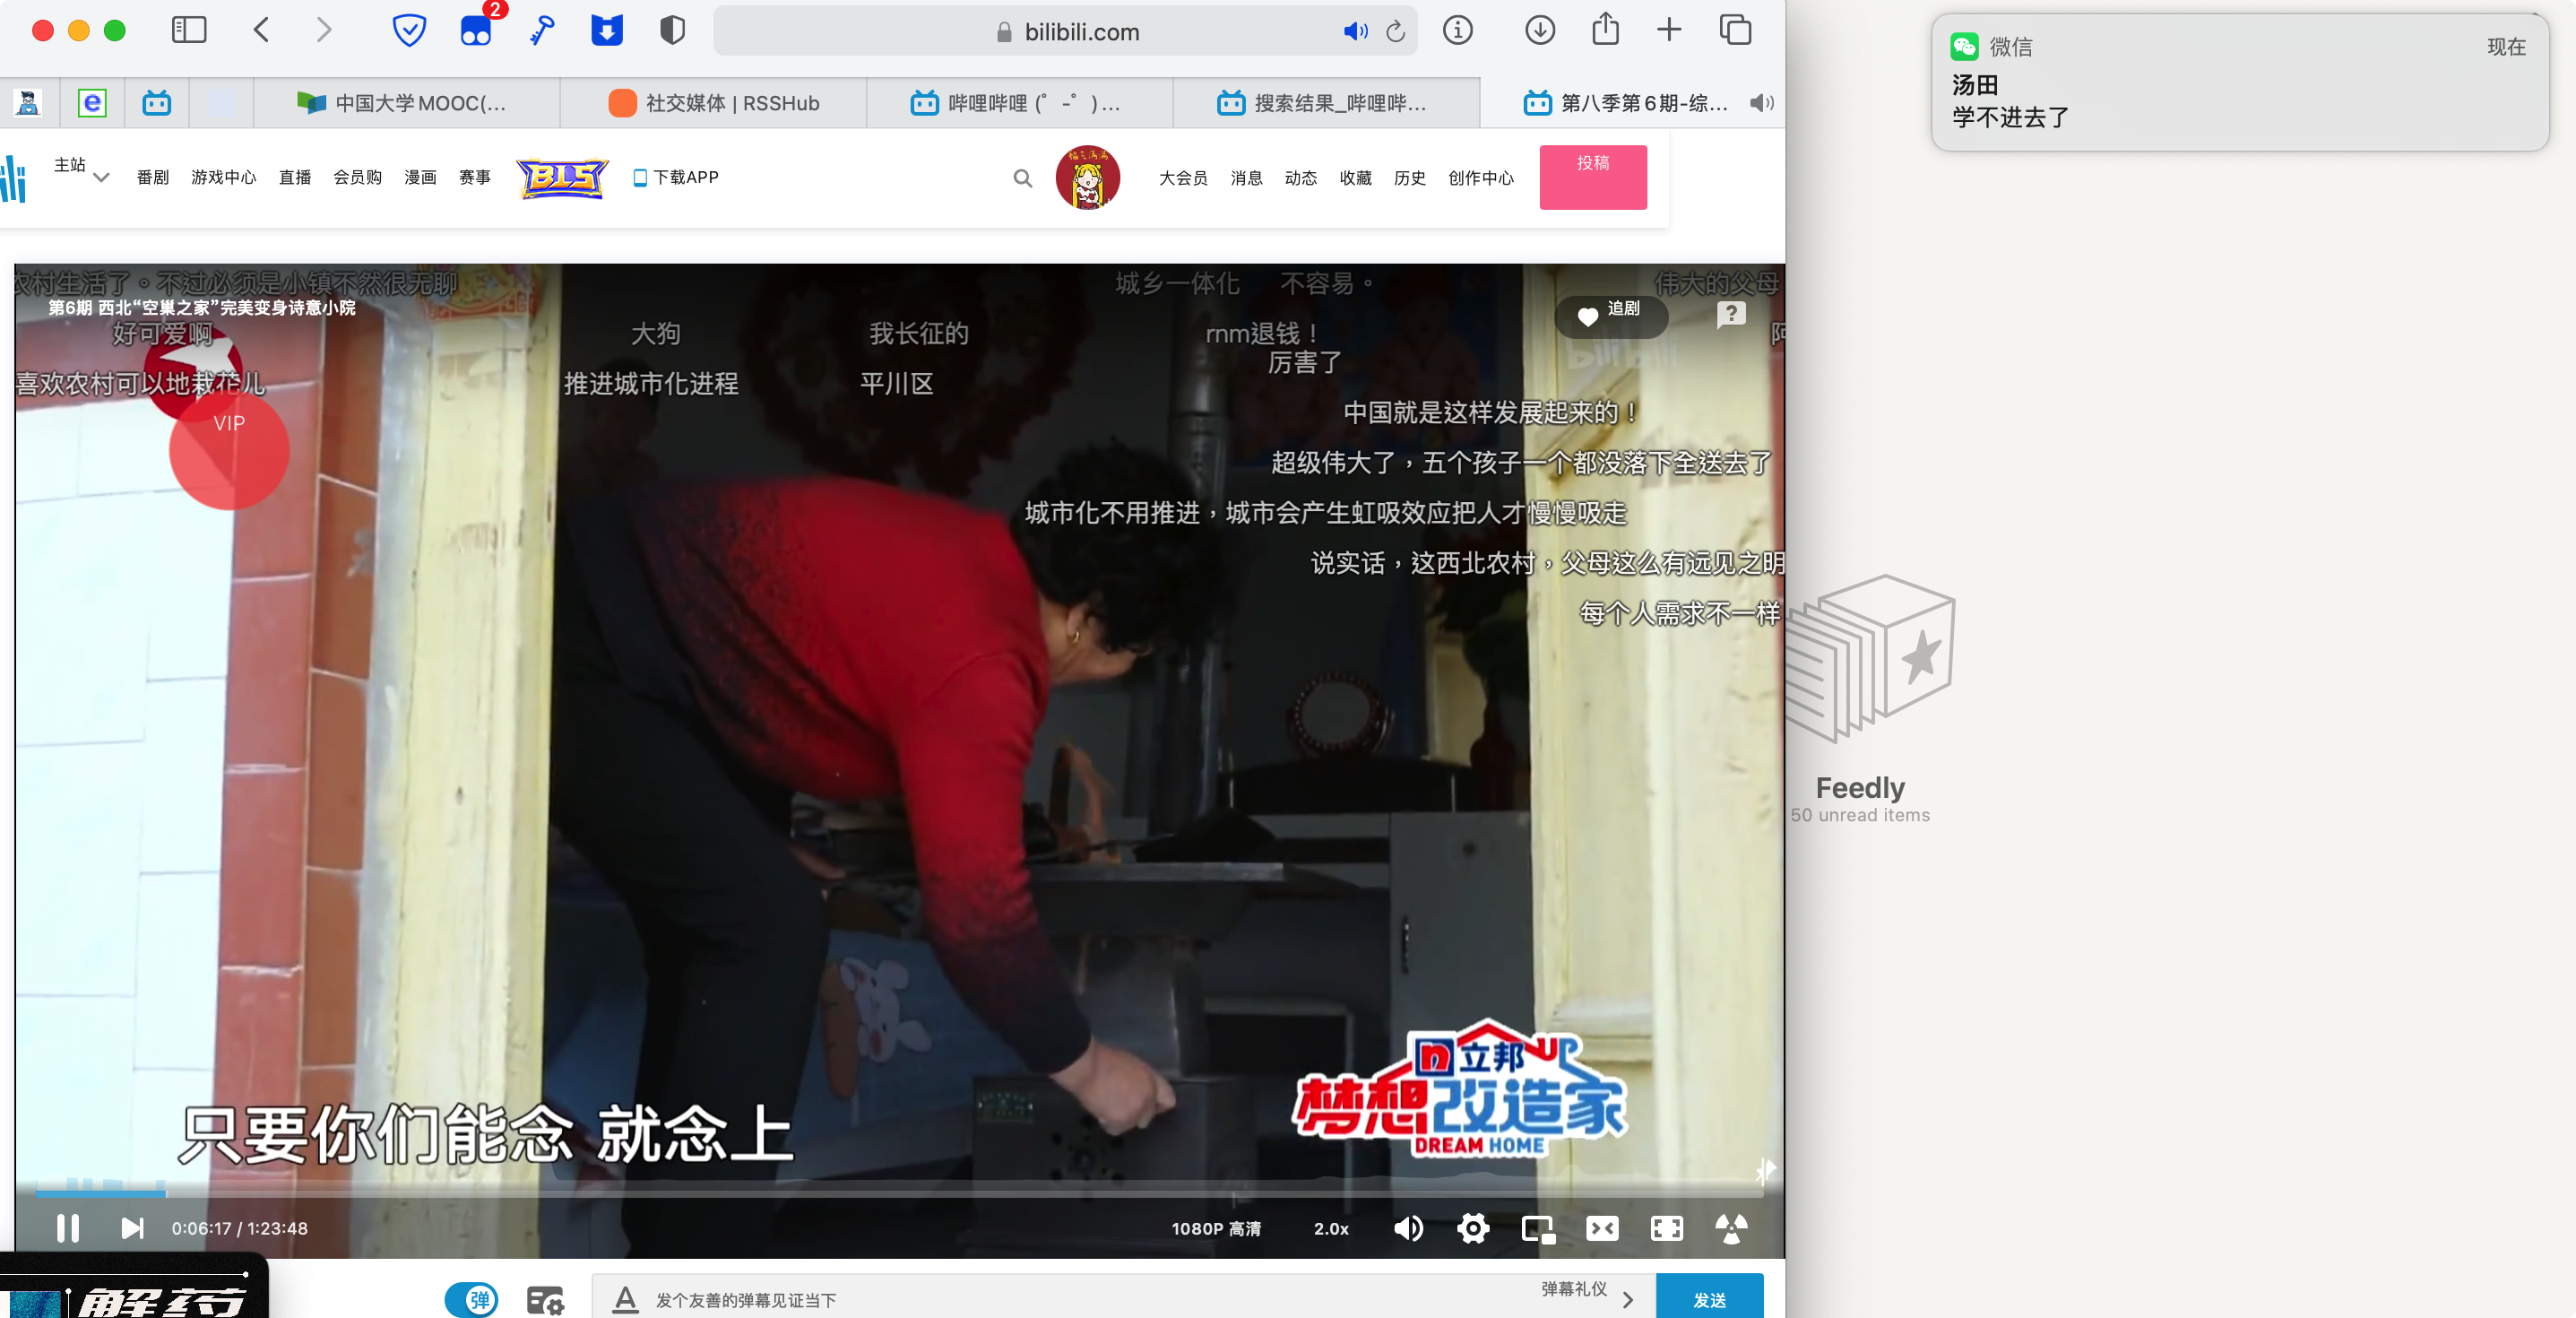 2
bilibili.com
微信
现在
汤田
学不进去了
中国大学MOOC(...
社交媒体 | RSSHub
哔哩哔哩 (゜-゜)...
搜索结果_哔哩哔...
第八季第6期-综...
主站
番剧
游戏中心
直播
会员购
漫画
赛事
BLS
下载APP
大会员
消息
动态
收藏
历史
创作中心
投稿
农村生活了。不过必须是小镇不然很无聊
城乡一体化
不容易。
伟大的父母
第6期 西北“空巢之家”完美变身诗意小院
追剧
好可爱啊
大狗
我长征的
rnm退钱！
厉害了
喜欢农村可以地栽花儿
推进城市化进程
平川区
bilibili
VIP
中国就是这样发展起来的！
超级伟大了，五个孩子一个都没落下全送去了
城市化不用推进，城市会产生虹吸效应把人才慢慢吸走
说实话，这西北农村，父母这么有远见之明
每个人需求不一样
Feedly
50 unread items
立邦UP
梦想改造家
DREAM HOME
只要你们能念 就念上
0:06:17 / 1:23:48
1080P 高清
2.0x
解药
弹
发个友善的弹幕见证当下
弹幕礼仪
发送